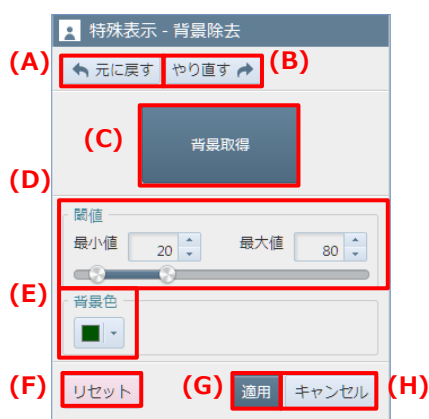 特殊表示 - 背景除去
(A) 元に戻す やり直す (B)
(C) 背景取得
(D)
閾値
最小値 20 最大値 80
(E)
背景色
(F) リセット (G) 適用 キャンセル (H)